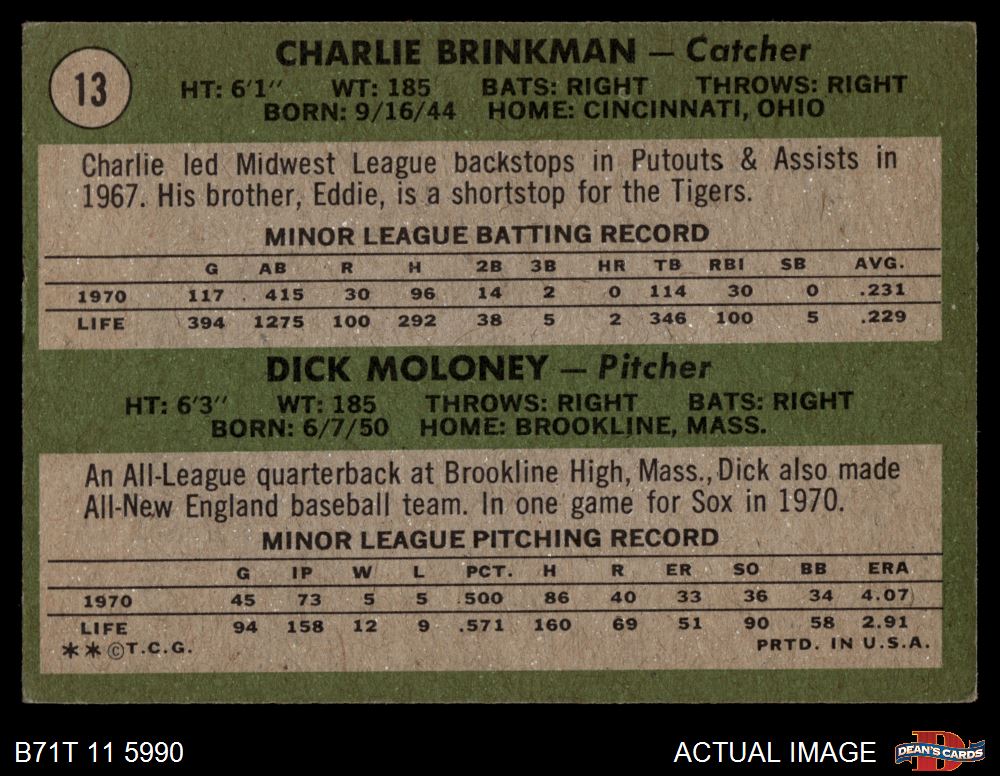 13
CHARLIE BRINKMAN — Catcher
HT: 6'1" WT: 185 BATS: RIGHT THROWS: RIGHT
BORN: 9/16/44 HOME: CINCINNATI, OHIO
Charlie led Midwest League backstops in Putouts & Assists in
1967. His brother, Eddie, is a shortstop for the Tigers.
MINOR LEAGUE BATTING RECORD
G AB R H 2B 3B HR TB RBI SB AVG.
1970 117 415 30 96 14 2 0 114 30 0 .231
LIFE 394 1275 100 292 38 5 2 346 100 5 .229
DICK MOLONEY — Pitcher
HT: 6'3" WT: 185 THROWS: RIGHT BATS: RIGHT
BORN: 6/7/50 HOME: BROOKLINE, MASS.
An All-League quarterback at Brookline High, Mass., Dick also made
All-New England baseball team. In one game for Sox in 1970.
MINOR LEAGUE PITCHING RECORD
G IP W L PCT. H R ER SO BB ERA
1970 45 73 5 5 .500 86 40 33 36 34 4.07
LIFE 94 158 12 9 .571 160 69 51 90 58 2.91
**©T.C.G. PRTD. IN U.S.A.
B71T 11 5990 ACTUAL IMAGE DEAN'S CARDS